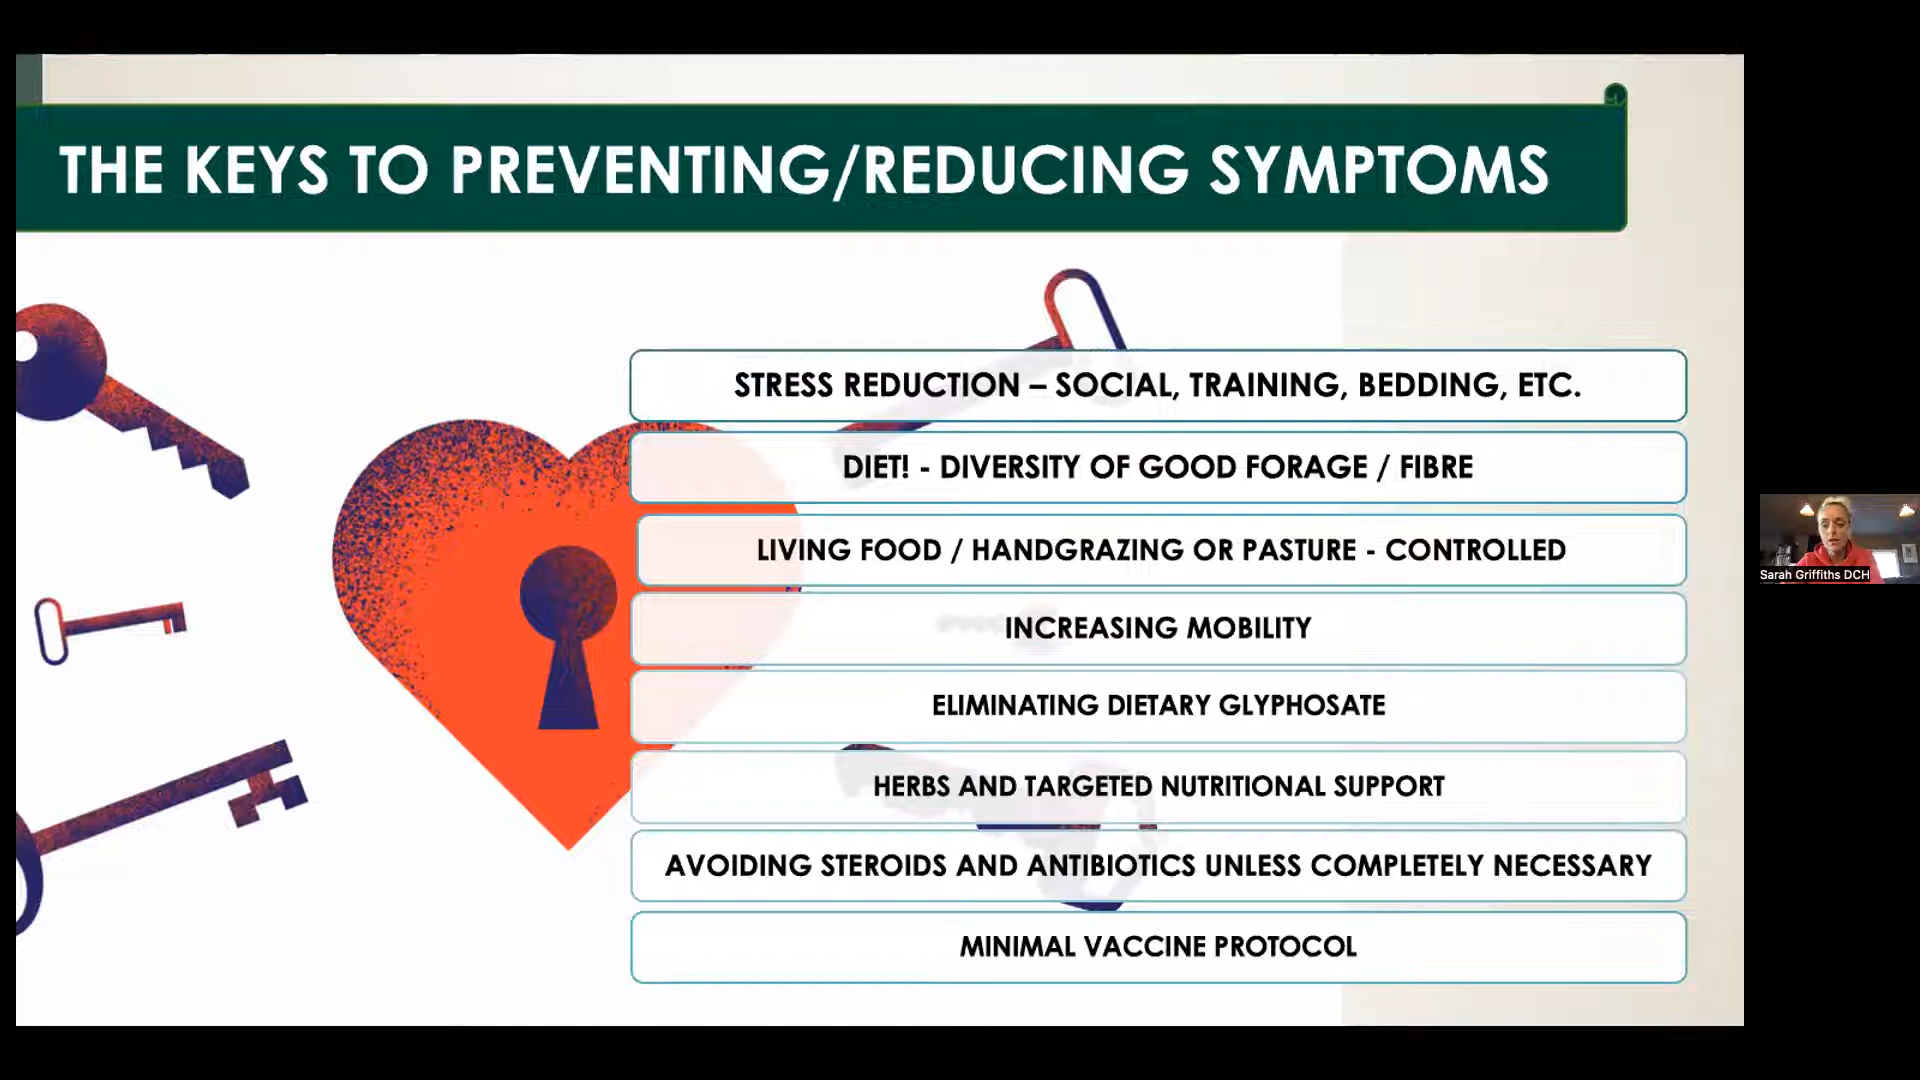 THE KEYS TO PREVENTING/REDUCING SYMPTOMS
STRESS REDUCTION – SOCIAL, TRAINING, BEDDING, ETC.
DIET! - DIVERSITY OF GOOD FORAGE / FIBRE
LIVING FOOD / HANDGRAZING OR PASTURE - CONTROLLED
INCREASING MOBILITY
ELIMINATING DIETARY GLYPHOSATE
HERBS AND TARGETED NUTRITIONAL SUPPORT
AVOIDING STEROIDS AND ANTIBIOTICS UNLESS COMPLETELY NECESSARY
MINIMAL VACCINE PROTOCOL
Sarah Griffiths DCH